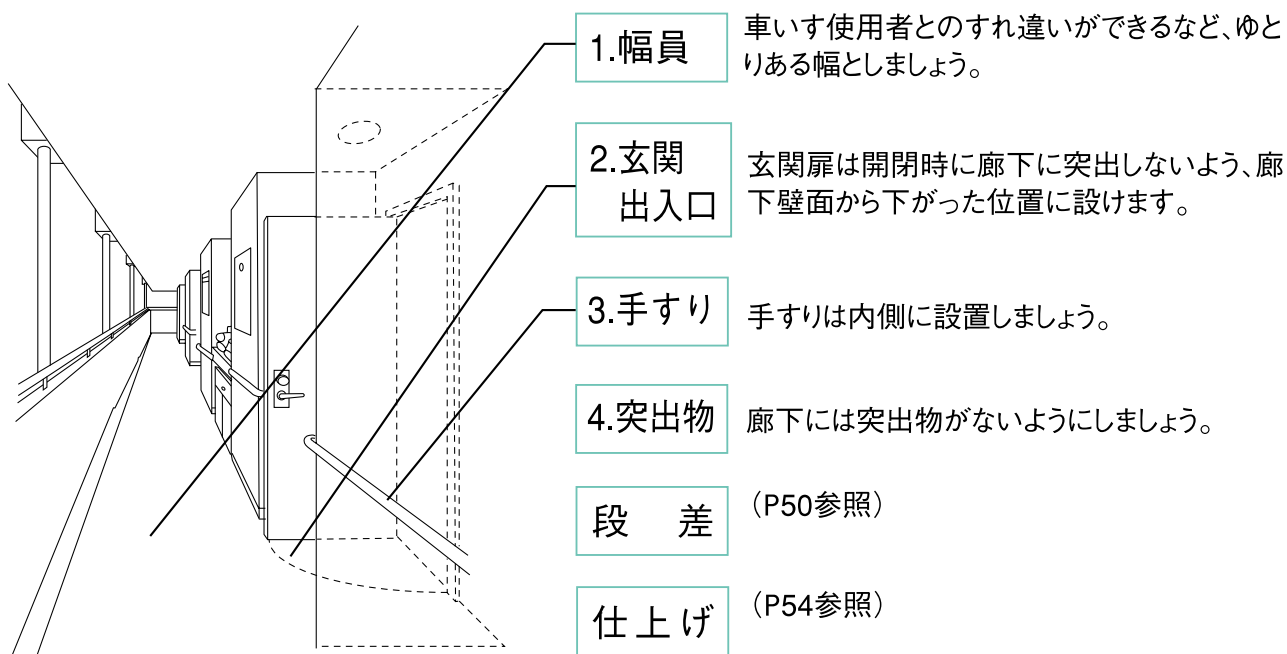 1.幅員
車いす使用者とのすれ違いができるなど、ゆと
りある幅としましょう。
2.玄関
出入口
玄関扉は開閉時に廊下に突出しないよう、廊
下壁面から下がった位置に設けます。
3.手すり
手すりは内側に設置しましょう。
4.突出物
廊下には突出物がないようにしましょう。
段　差
（P50参照）
仕上げ
（P54参照）